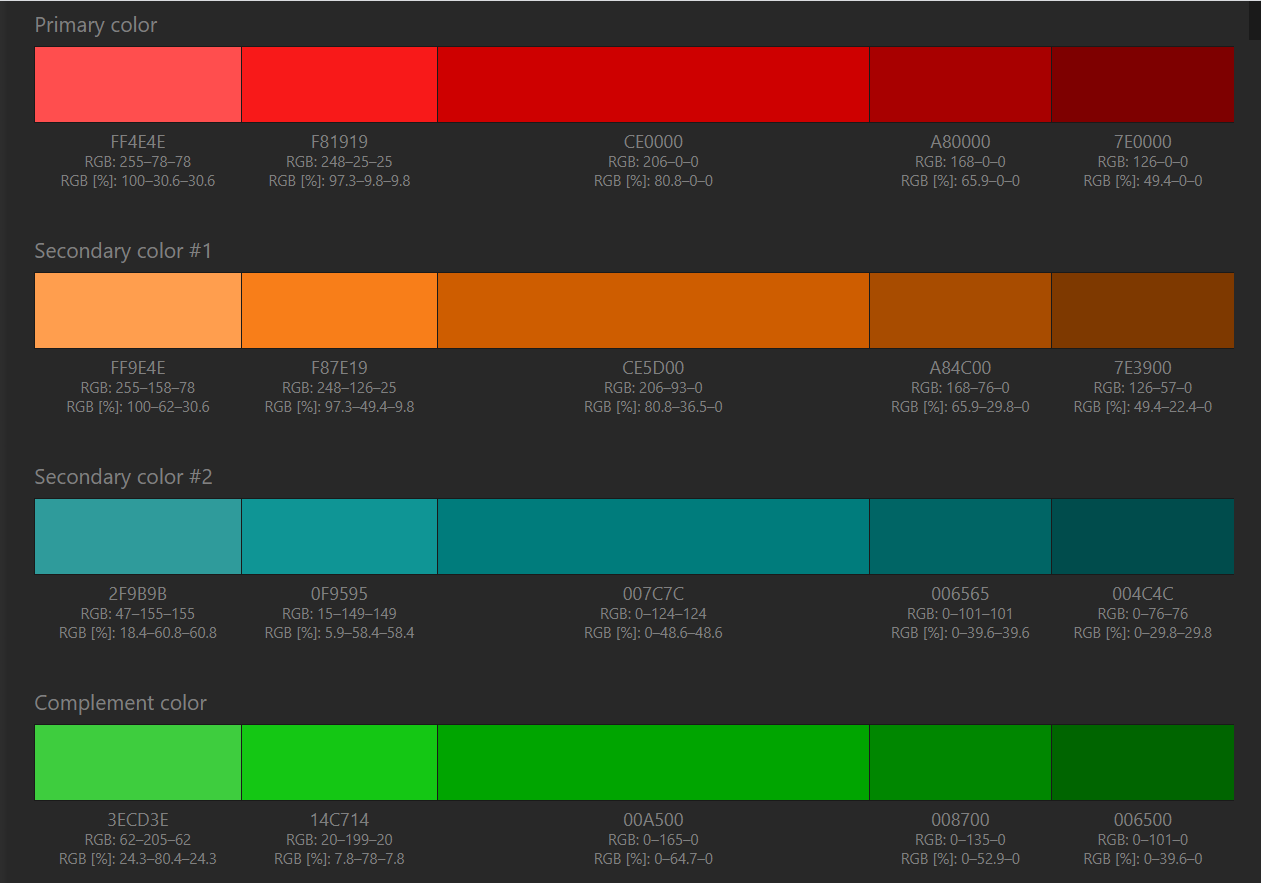 Primary color
FF4E4E F81919 CE0000 A80000 7E0000
RGB: 255–78–78 RGB: 248–25–25 RGB: 206–0–0 RGB: 168–0–0 RGB: 126–0–0
RGB [%]: 100–30.6–30.6 RGB [%]: 97.3–9.8–9.8 RGB [%]: 80.8–0–0 RGB [%]: 65.9–0–0 RGB [%]: 49.4–0–0
Secondary color #1
FF9E4E F87E19 CE5D00 A84C00 7E3900
RGB: 255–158–78 RGB: 248–126–25 RGB: 206–93–0 RGB: 168–76–0 RGB: 126–57–0
RGB [%]: 100–62–30.6 RGB [%]: 97.3–49.4–9.8 RGB [%]: 80.8–36.5–0 RGB [%]: 65.9–29.8–0 RGB [%]: 49.4–22.4–0
Secondary color #2
2F9B9B 0F9595 007C7C 006565 004C4C
RGB: 47–155–155 RGB: 15–149–149 RGB: 0–124–124 RGB: 0–101–101 RGB: 0–76–76
RGB [%]: 18.4–60.8–60.8 RGB [%]: 5.9–58.4–58.4 RGB [%]: 0–48.6–48.6 RGB [%]: 0–39.6–39.6 RGB [%]: 0–29.8–29.8
Complement color
3ECD3E 14C714 00A500 008700 006500
RGB: 62–205–62 RGB: 20–199–20 RGB: 0–165–0 RGB: 0–135–0 RGB: 0–101–0
RGB [%]: 24.3–80.4–24.3 RGB [%]: 7.8–78–7.8 RGB [%]: 0–64.7–0 RGB [%]: 0–52.9–0 RGB [%]: 0–39.6–0